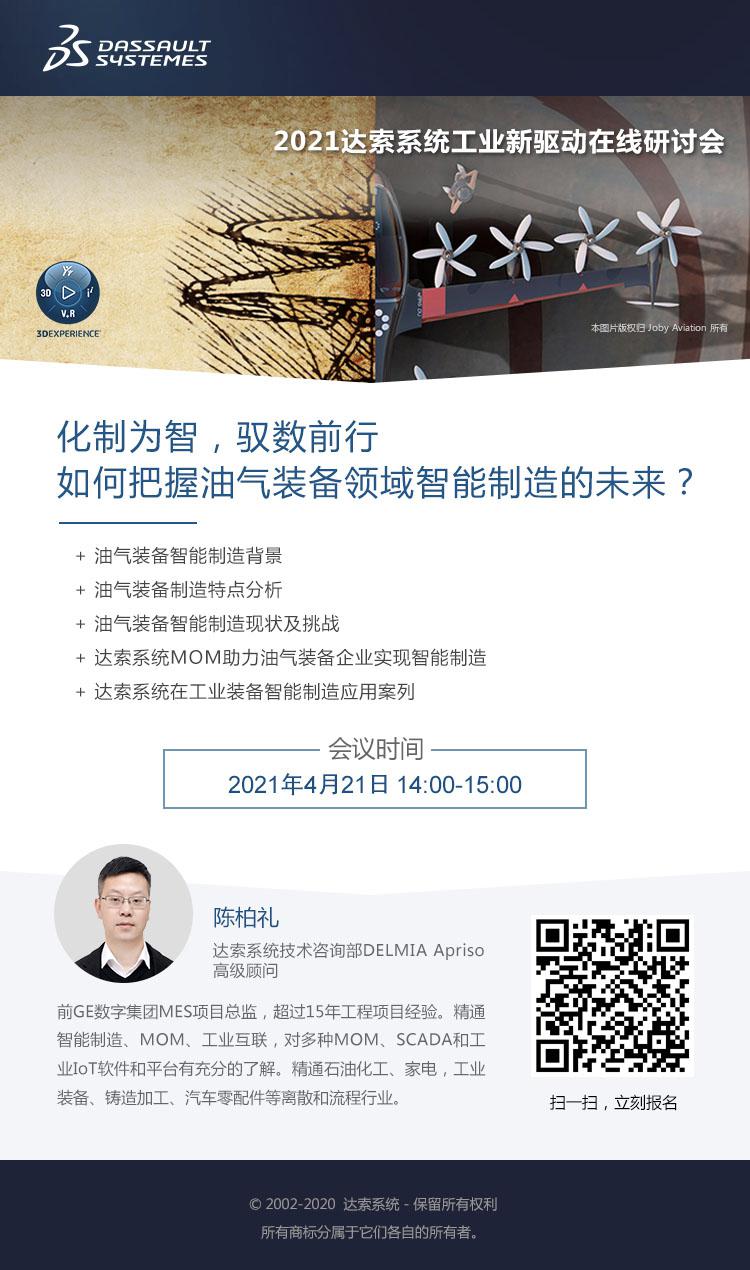 DASSAULT
SYSTEMES
2021达索系统工业新驱动在线研讨会
3D
V.R
3DEXPERIENCE
本图片版权归 Joby Aviation 所有
化制为智，驭数前行
如何把握油气装备领域智能制造的未来？
+ 油气装备智能制造背景
+ 油气装备制造特点分析
+ 油气装备智能制造现状及挑战
+ 达索系统MOM助力油气装备企业实现智能制造
+ 达索系统在工业装备智能制造应用案列
会议时间
2021年4月21日 14:00-15:00
陈柏礼
达索系统技术咨询部DELMIA Apriso
高级顾问
前GE数字集团MES项目总监，超过15年工程项目经验。精通
智能制造、MOM、工业互联，对多种MOM、SCADA和工
业IoT软件和平台有充分的了解。精通石油化工、家电，工业
装备、铸造加工、汽车零配件等离散和流程行业。
扫一扫，立刻报名
© 2002-2020 达索系统 - 保留所有权利
所有商标分属于它们各自的所有者。